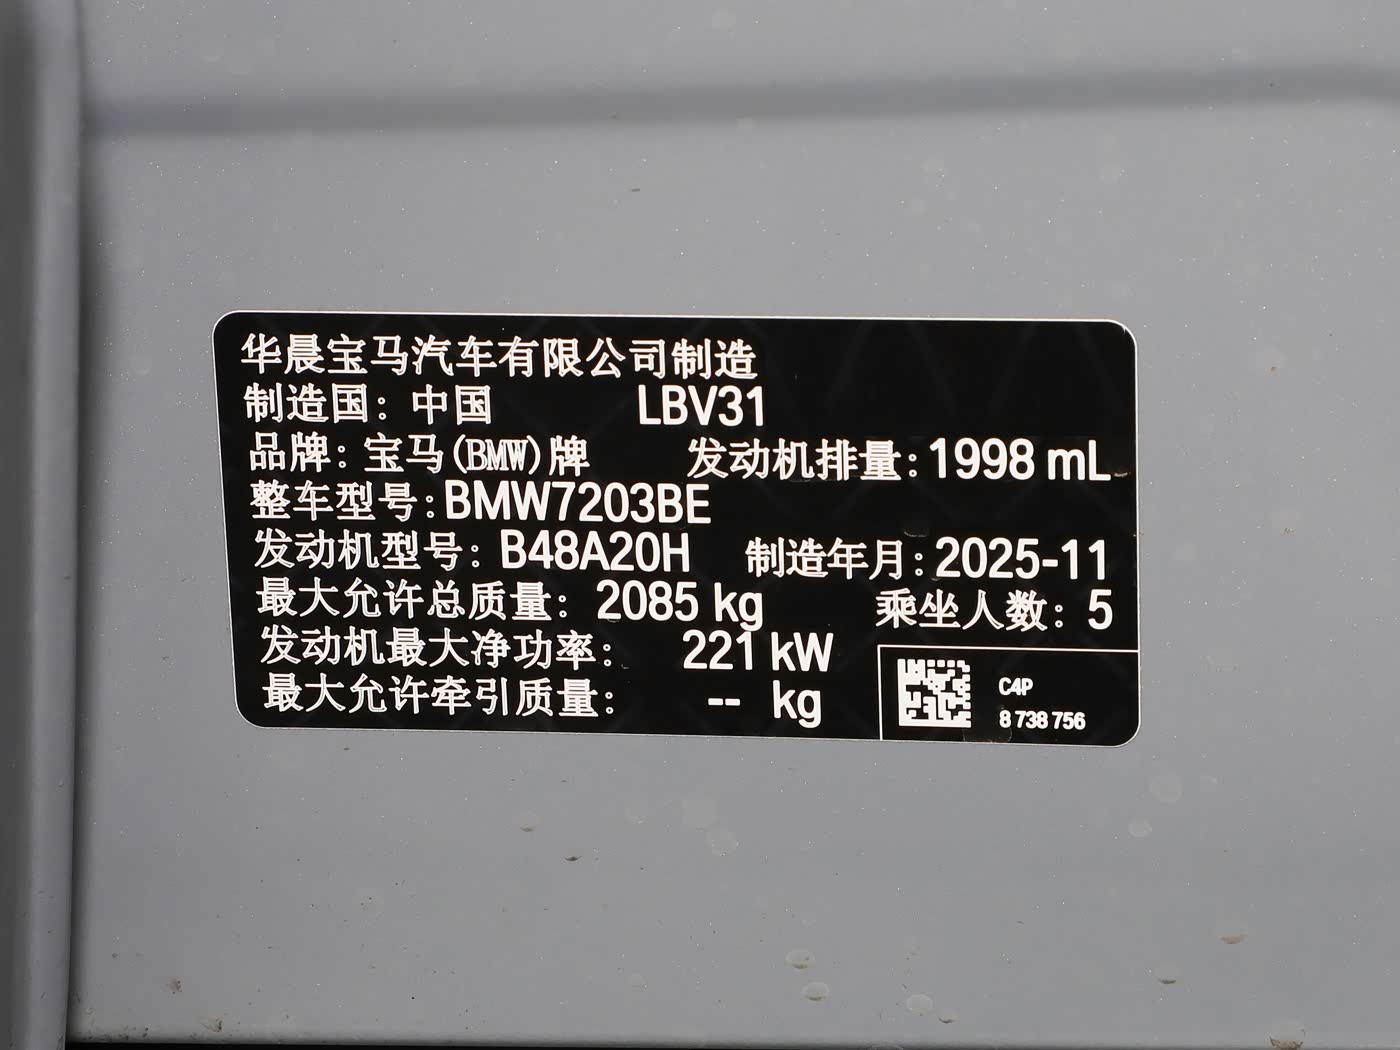 华晨宝马汽车有限公司制造
制造国：中国 LBV31
品牌：宝马(BMW)牌 发动机排量：1998 mL
整车型号：BMW7203BE
发动机型号：B48A20H 制造年月：2025-11
最大允许总质量：2085 kg 乘坐人数：5
发动机最大净功率：221 kW
最大允许牵引质量：-- kg
C4P
8 738 756